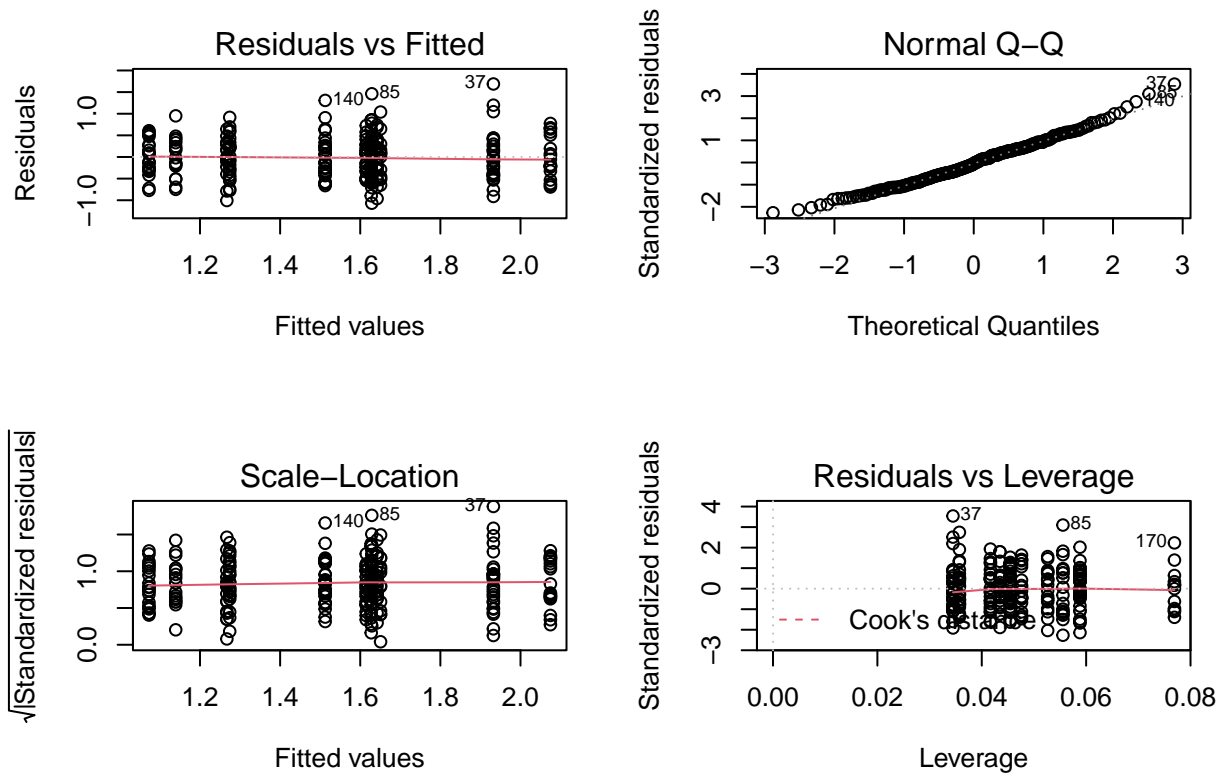 Residuals vs Fitted
Residuals
1.0
−1.0
37
140
85
1.2 1.4 1.6 1.8 2.0
Fitted values
Normal Q−Q
Standardized residuals
3
1
−2
37
85
140
−3 −2 −1 0 1 2 3
Theoretical Quantiles
Scale−Location
√|Standardized residuals|
1.0
0.0
37
140
85
1.2 1.4 1.6 1.8 2.0
Fitted values
Residuals vs Leverage
Standardized residuals
4
2
0
−3
37
85
170
Cook's distance
0.00 0.02 0.04 0.06 0.08
Leverage